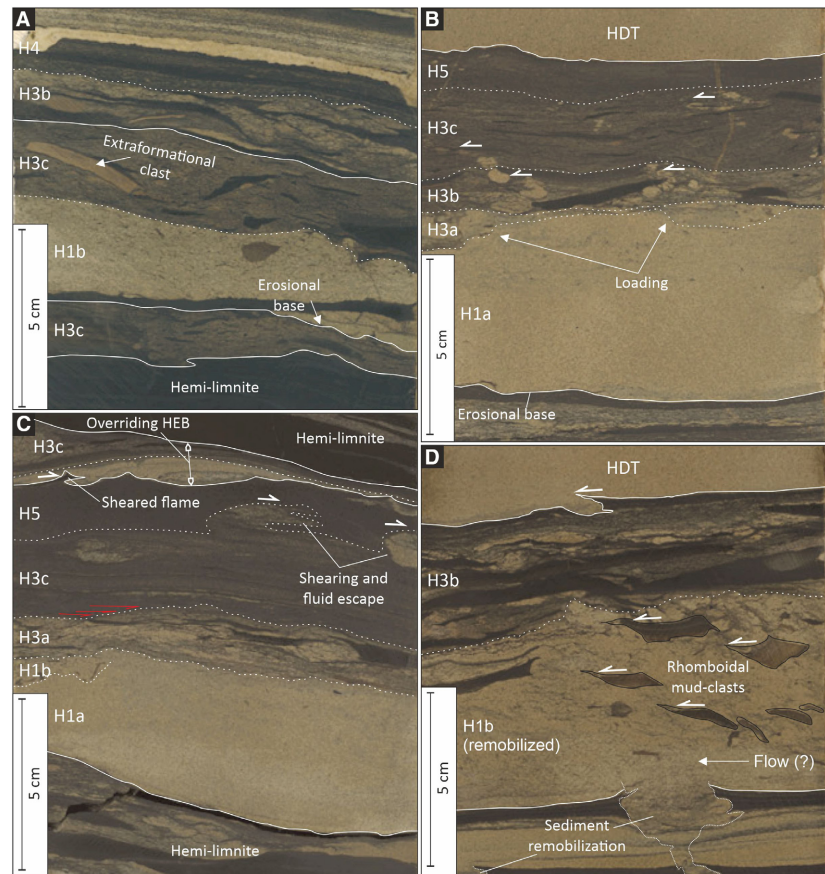 A
H4
H3b
Extraformational
clast
H3c
H1b
Erosional
base
H3c
5 cm
Hemi-limnite
B
HDT
H5
H3c
H3b
H3a
Loading
H1a
5 cm
Erosional base
C
Overriding HEB
H3c
Hemi-limnite
Sheared flame
H5
Shearing and
fluid escape
H3c
H3a
H1b
H1a
5 cm
Hemi-limnite
D
HDT
H3b
Rhomboidal
mud-clasts
H1b
(remobilized)
Flow (?)
5 cm
Sediment
remobilization